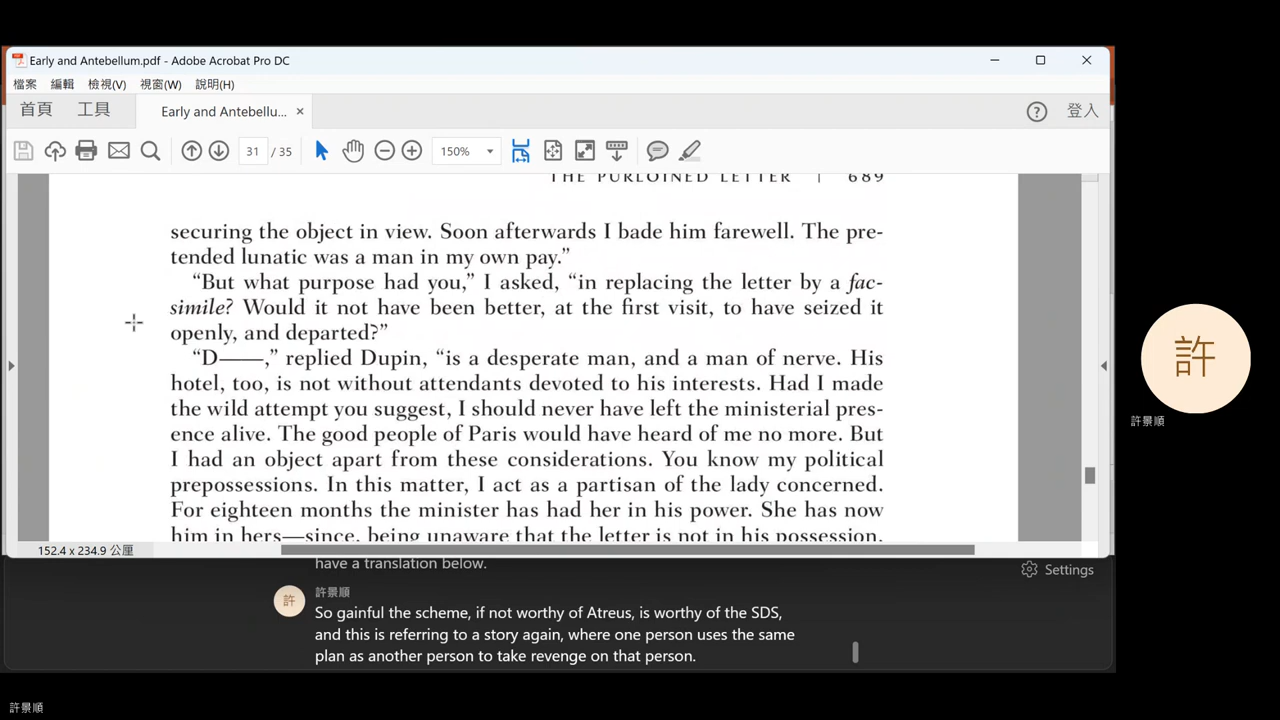 Early and Antebellum.pdf - Adobe Acrobat Pro DC
檔案 編輯 檢視(V) 視窗(W) 說明(H)
首頁 工具 Early and Antebellu... × 登入
31 / 35 150%
THE PURLOINED LETTER | 689
securing the object in view. Soon afterwards I bade him farewell. The pre-
tended lunatic was a man in my own pay.”
“But what purpose had you,” I asked, “in replacing the letter by a fac-
simile? Would it not have been better, at the first visit, to have seized it
openly, and departed?”
“D——,” replied Dupin, “is a desperate man, and a man of nerve. His
hotel, too, is not without attendants devoted to his interests. Had I made
the wild attempt you suggest, I should never have left the ministerial pres-
ence alive. The good people of Paris would have heard of me no more. But
I had an object apart from these considerations. You know my political
prepossessions. In this matter, I act as a partisan of the lady concerned.
For eighteen months the minister has had her in his power. She has now
him in hers—since, being unaware that the letter is not in his possession,
152.4 x 234.9 公厘
have a translation below.
Settings
許
許景順
So gainful the scheme, if not worthy of Atreus, is worthy of the SDS,
and this is referring to a story again, where one person uses the same
plan as another person to take revenge on that person.
許
許景順
許景順